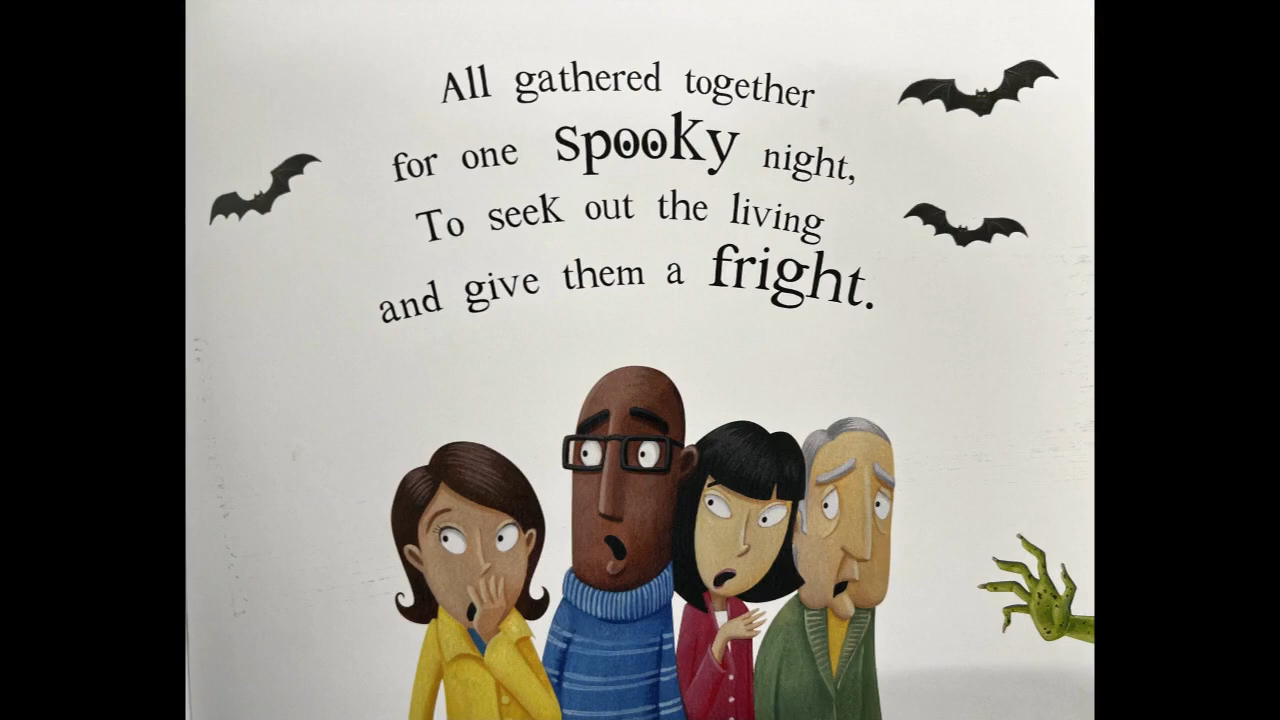 All gathered together
for one spooky night,
To seek out the living
and give them a fright.